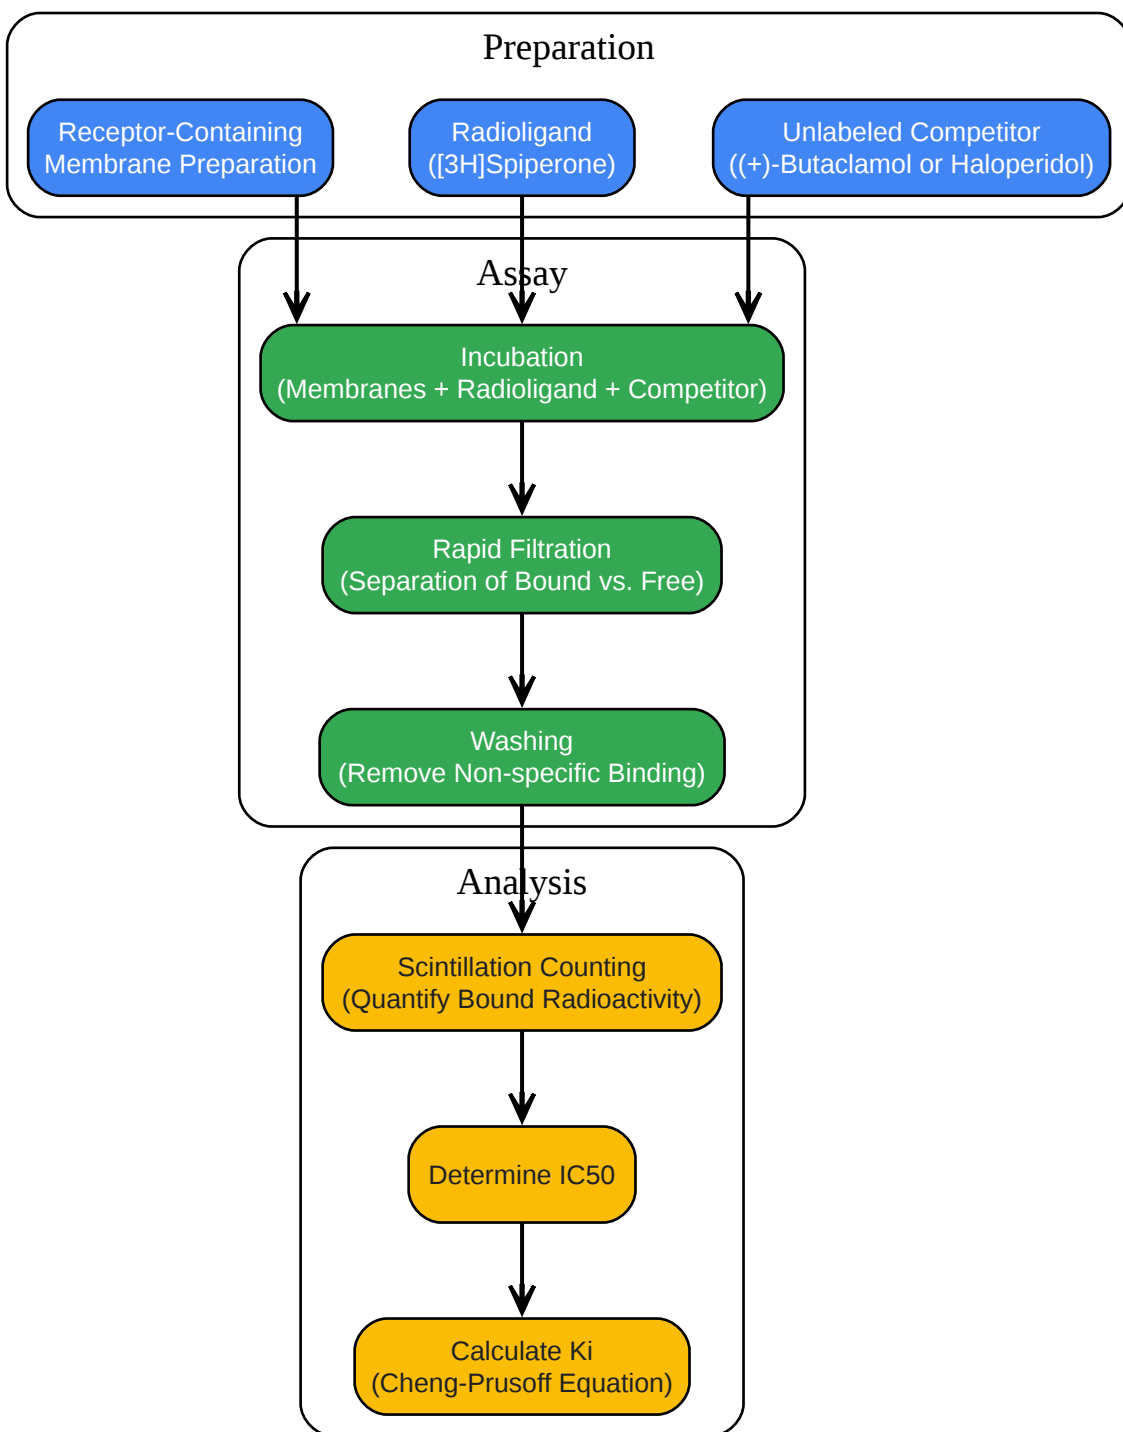 Preparation
Receptor-Containing
Membrane Preparation
Radioligand
([3H]Spiperone)
Unlabeled Competitor
((+)-Butaclamol or Haloperidol)
Assay
Incubation
(Membranes + Radioligand + Competitor)
Rapid Filtration
(Separation of Bound vs. Free)
Washing
(Remove Non-specific Binding)
Analysis
Scintillation Counting
(Quantify Bound Radioactivity)
Determine IC50
Calculate Ki
(Cheng-Prusoff Equation)